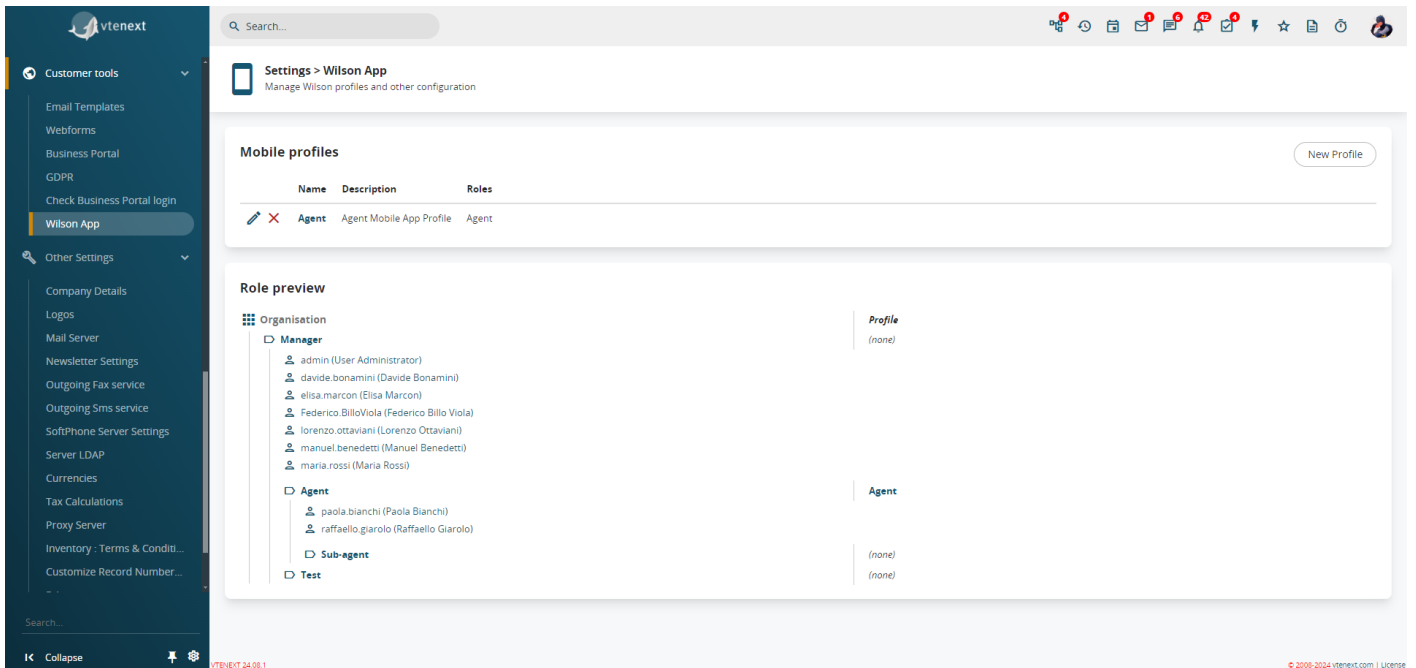 vtenext
Search...
4
1
6
42
4
Customer tools
Email Templates
Webforms
Business Portal
GDPR
Check Business Portal login
Wilson App
Other Settings
Company Details
Logos
Mail Server
Newsletter Settings
Outgoing Fax service
Outgoing Sms service
SoftPhone Server Settings
Server LDAP
Currencies
Tax Calculations
Proxy Server
Inventory : Terms & Conditi...
Customize Record Number...
Search...
Collapse
Settings > Wilson App
Manage Wilson profiles and other configuration
Mobile profiles
New Profile
Name Description Roles
Agent Agent Mobile App Profile Agent
Role preview
Organisation Profile
Manager (none)
admin (User Administrator)
davide.bonamini (Davide Bonamini)
elisa.marcon (Elisa Marcon)
Federico.BilloViola (Federico Billo Viola)
lorenzo.ottaviani (Lorenzo Ottaviani)
manuel.benedetti (Manuel Benedetti)
maria.rossi (Maria Rossi)
Agent Agent
paola.bianchi (Paola Bianchi)
raffaello.giarolo (Raffaello Giarolo)
Sub-agent (none)
Test (none)
VTENEXT 24.08.1
© 2008-2024 vtenext.com | License